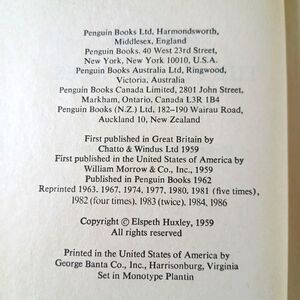 Penguin Books Ltd, Harmondsworth,
Middlesex, England
Penguin Books. 40 West 23rd Street,
New York, New York 10010, U.S.A.
Penguin Books Australia Ltd, Ringwood,
Victoria, Australia
Penguin Books Canada Limited, 2801 John Street,
Markham, Ontario, Canada L3R 1B4
Penguin Books (N.Z.) Ltd, 182–190 Wairau Road,
Auckland 10, New Zealand
First published in Great Britain by
Chatto & Windus Ltd 1959
First published in the United States of America by
William Morrow & Co., Inc., 1959
Published in Penguin Books 1962
Reprinted 1963, 1967, 1974, 1977, 1980, 1981 (five times),
1982 (four times), 1983 (twice), 1984, 1986
Copyright © Elspeth Huxley, 1959
All rights reserved
Printed in the United States of America by
George Banta Co., Inc., Harrisonburg, Virginia
Set in Monotype Plantin